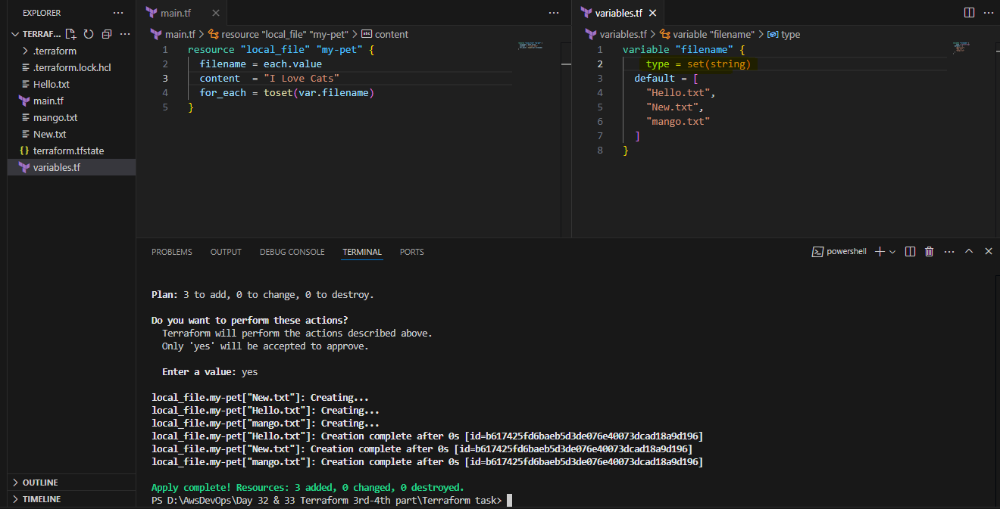 EXPLORER ...
TERRAF... ...
.terraform
.terraform.lock.hcl
Hello.txt
main.tf
mango.txt
New.txt
{} terraform.tfstate
variables.tf
OUTLINE
TIMELINE
main.tf ...
main.tf > resource "local_file" "my-pet" > content
1 resource "local_file" "my-pet" {
2 filename = each.value
3 content  = "I Love Cats"
4 for_each = toset(var.filename)
5 }
variables.tf ...
variables.tf > variable "filename" > type
1 variable "filename" {
2 type = set(string)
3 default = [
4 "Hello.txt",
5 "New.txt",
6 "mango.txt"
7 ]
8 }
PROBLEMS OUTPUT DEBUG CONSOLE TERMINAL PORTS powershell ...
Plan: 3 to add, 0 to change, 0 to destroy.
Do you want to perform these actions?
Terraform will perform the actions described above.
Only 'yes' will be accepted to approve.
Enter a value: yes
local_file.my-pet["New.txt"]: Creating...
local_file.my-pet["Hello.txt"]: Creating...
local_file.my-pet["mango.txt"]: Creating...
local_file.my-pet["Hello.txt"]: Creation complete after 0s [id=b617425fd6baeb5d3de076e40073dcad18a9d196]
local_file.my-pet["New.txt"]: Creation complete after 0s [id=b617425fd6baeb5d3de076e40073dcad18a9d196]
local_file.my-pet["mango.txt"]: Creation complete after 0s [id=b617425fd6baeb5d3de076e40073dcad18a9d196]
Apply complete! Resources: 3 added, 0 changed, 0 destroyed.
PS D:\AwsDevOps\Day 32 & 33 Terraform 3rd-4th part\Terraform task>